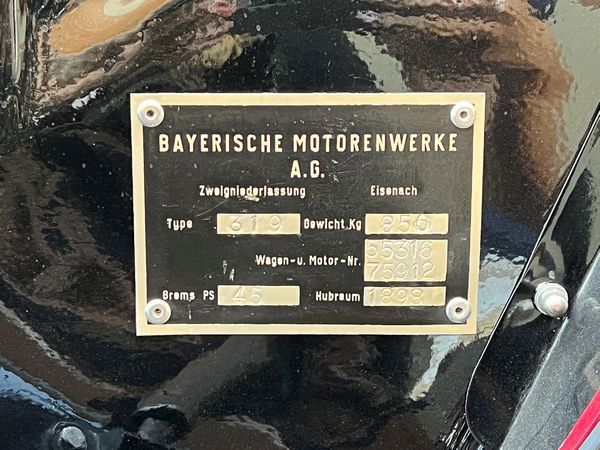 BAYERISCHE MOTORENWERKE
A.G.
Zweigniederlassung Eisenach
Type 319 Gewicht.Kg 850
Wagen-u. Motor-Nr. 55316
75912
Brems PS 45 Hubraum 1898